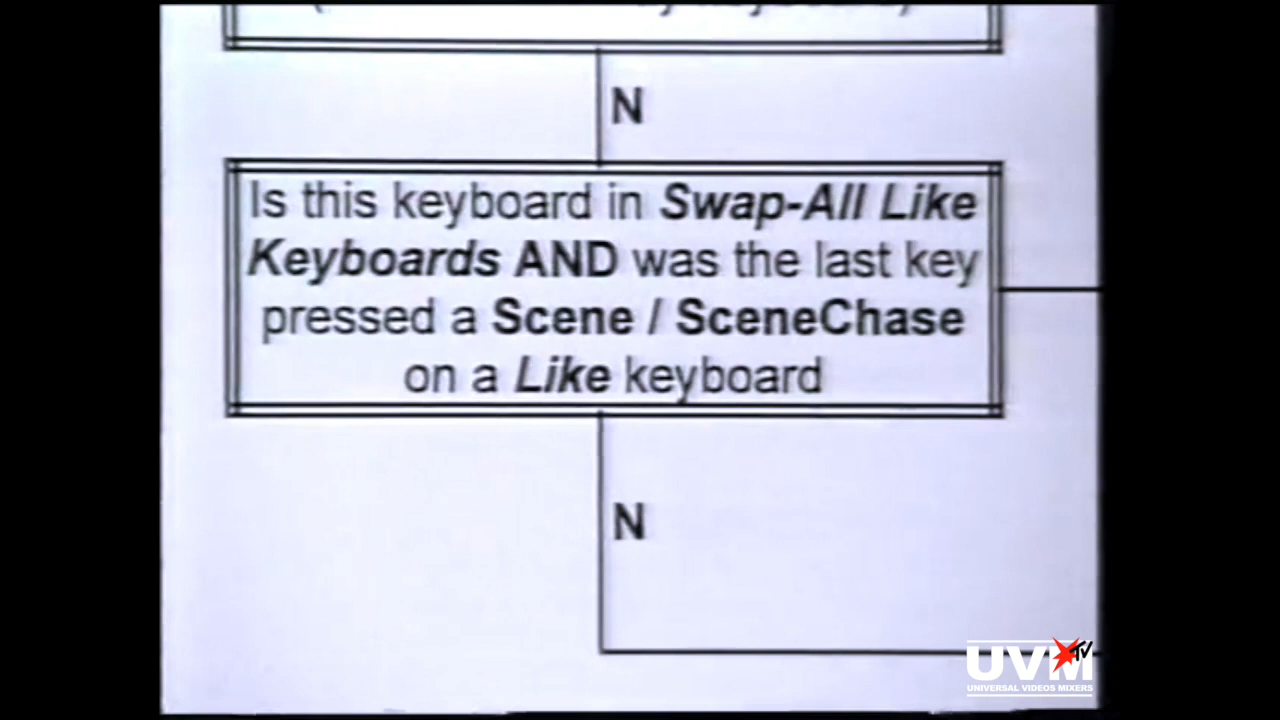 N
Is this keyboard in Swap-All Like
Keyboards AND was the last key
pressed a Scene / SceneChase
on a Like keyboard
N
UVM TV
UNIVERSAL VIDEOS MIXERS